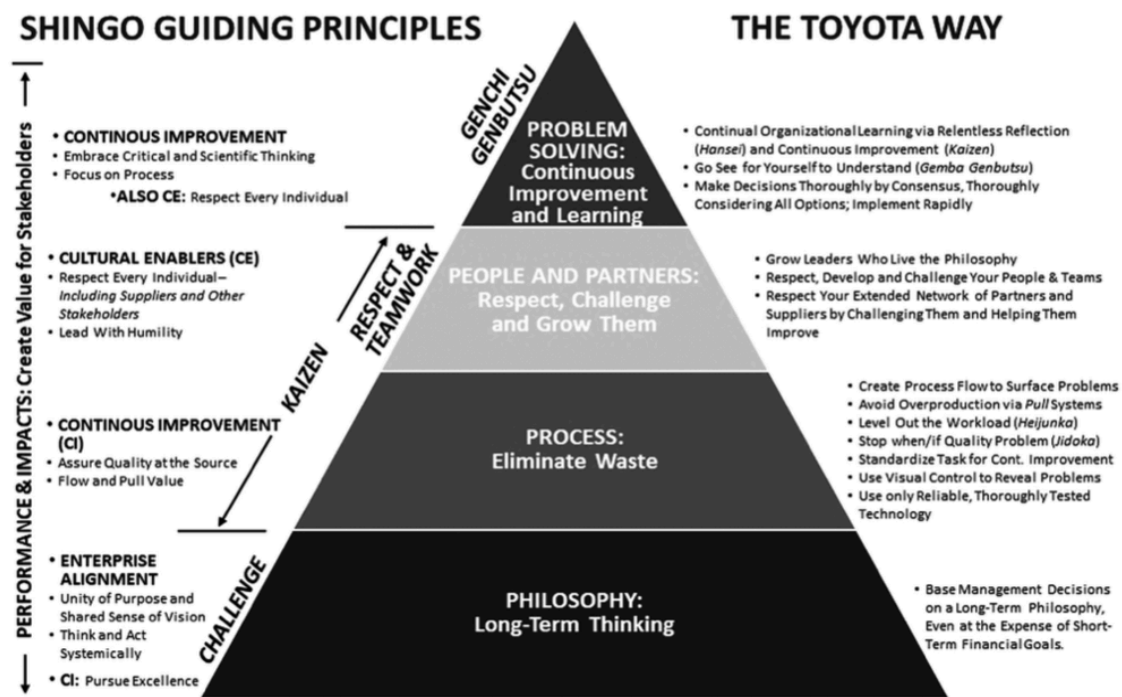 SHINGO GUIDING PRINCIPLES
THE TOYOTA WAY
PERFORMANCE & IMPACTS: Create Value for Stakeholders
• CONTINOUS IMPROVEMENT
• Embrace Critical and Scientific Thinking
• Focus on Process
•ALSO CE: Respect Every Individual
• CULTURAL ENABLERS (CE)
• Respect Every Individual–
Including Suppliers and Other
Stakeholders
• Lead With Humility
• CONTINOUS IMPROVEMENT
(CI)
• Assure Quality at the Source
• Flow and Pull Value
• ENTERPRISE
ALIGNMENT
• Unity of Purpose and
Shared Sense of Vision
• Think and Act
Systemically
• CI: Pursue Excellence
GENCHI
GENBUTSU
RESPECT &
TEAMWORK
KAIZEN
CHALLENGE
PROBLEM
SOLVING:
Continuous
Improvement
and Learning
PEOPLE AND PARTNERS:
Respect, Challenge
and Grow Them
PROCESS:
Eliminate Waste
PHILOSOPHY:
Long-Term Thinking
• Continual Organizational Learning via Relentless Reflection
(Hansei) and Continuous Improvement (Kaizen)
• Go See for Yourself to Understand (Gemba Genbutsu)
• Make Decisions Thoroughly by Consensus, Thoroughly
Considering All Options; Implement Rapidly
• Grow Leaders Who Live the Philosophy
• Respect, Develop and Challenge Your People & Teams
• Respect Your Extended Network of Partners and
Suppliers by Challenging Them and Helping Them
Improve
• Create Process Flow to Surface Problems
• Avoid Overproduction via Pull Systems
• Level Out the Workload (Heijunka)
• Stop when/if Quality Problem (Jidoka)
• Standardize Task for Cont. Improvement
• Use Visual Control to Reveal Problems
• Use only Reliable, Thoroughly Tested
Technology
• Base Management Decisions
on a Long-Term Philosophy,
Even at the Expense of Short-
Term Financial Goals.